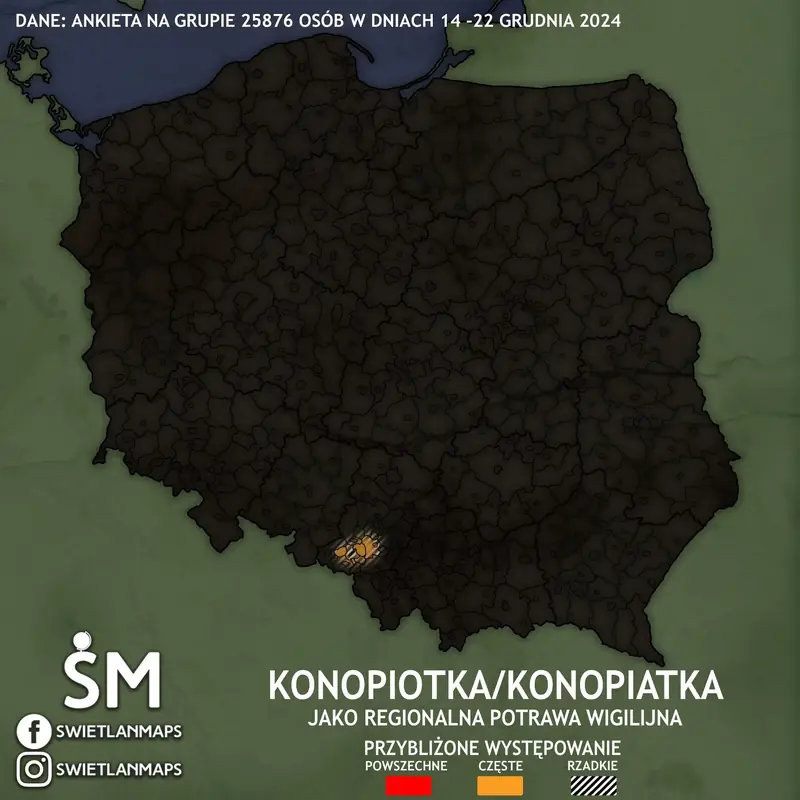 DANE: ANKIETA NA GRUPIE 25876 OSÓB W DNIACH 14 -22 GRUDNIA 2024
ŚM
SWIETLANMAPS
SWIETLANMAPS
KONOPIOTKA/KONOPIATKA
JAKO REGIONALNA POTRAWA WIGILIJNA
PRZYBLIŻONE WYSTĘPOWANIE
POWSZECHNE CZĘSTE RZADKIE